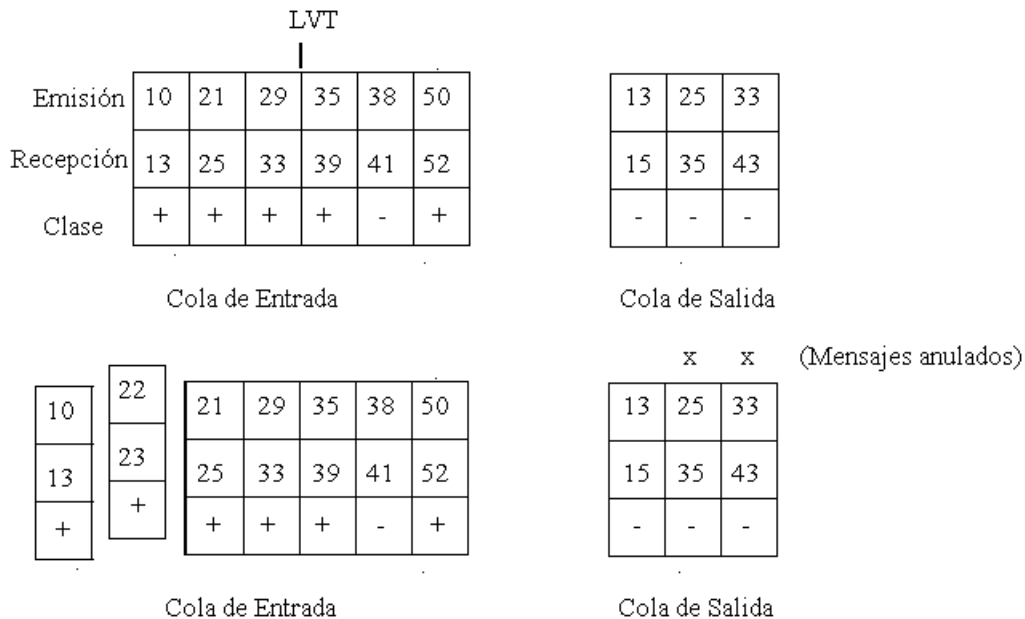 LVT
Emisión 10 21 29 35 38 50 13 25 33
Recepción 13 25 33 39 41 52 15 35 43
Clase + + + + - + - - -
Cola de Entrada Cola de Salida
x x (Mensajes anulados)
10 22 21 29 35 38 50 13 25 33
13 23 25 33 39 41 52 15 35 43
+ + + + + - + - - -
Cola de Entrada Cola de Salida